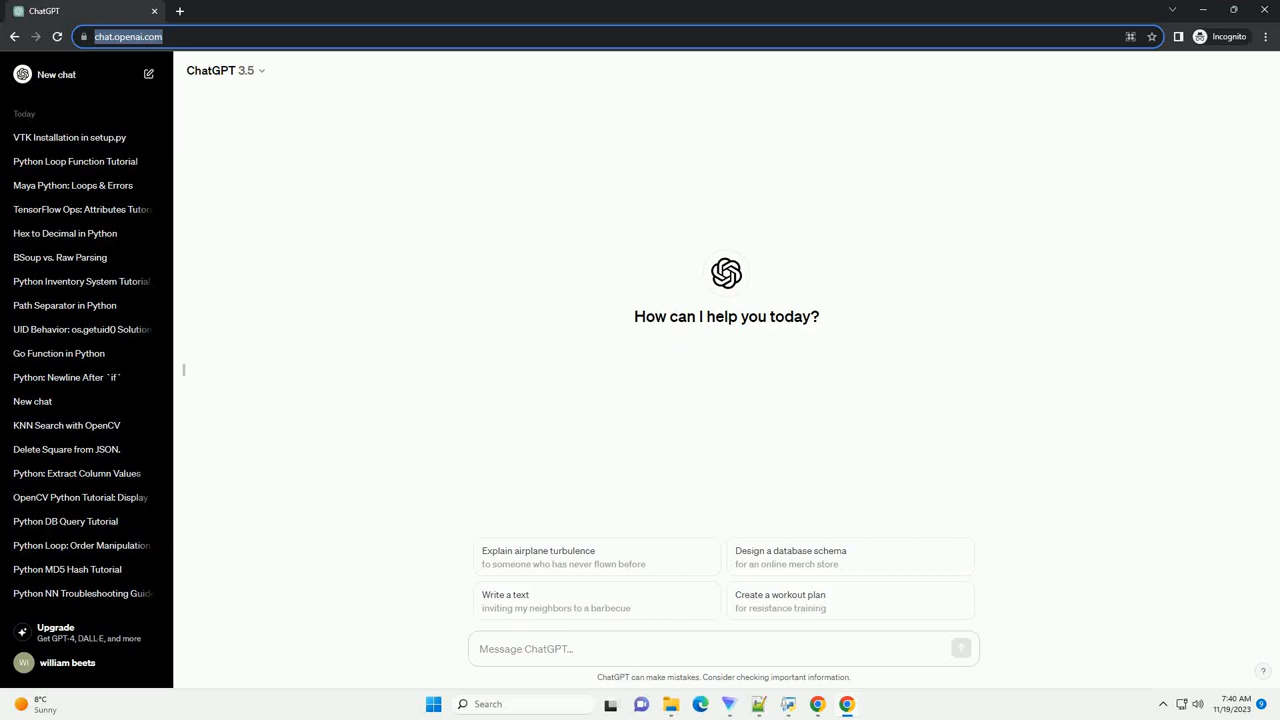 ChatGPT
chat.openai.com
Incognito
New chat
Today
VTK Installation in setup.py
Python Loop Function Tutorial
Maya Python: Loops & Errors
TensorFlow Ops: Attributes Tutori
Hex to Decimal in Python
BSoup vs. Raw Parsing
Python Inventory System Tutorial
Path Separator in Python
UID Behavior: os.getuid() Solution
Go Function in Python
Python: Newline After `if`
New chat
KNN Search with OpenCV
Delete Square from JSON.
Python: Extract Column Values
OpenCV Python Tutorial: Display
Python DB Query Tutorial
Python Loop: Order Manipulation
Python MD5 Hash Tutorial
Python NN Troubleshooting Guide
Upgrade
Get GPT-4, DALL·E, and more
WI
william beets
ChatGPT 3.5
How can I help you today?
Explain airplane turbulence
to someone who has never flown before
Design a database schema
for an online merch store
Write a text
inviting my neighbors to a barbecue
Create a workout plan
for resistance training
Message ChatGPT...
ChatGPT can make mistakes. Consider checking important information.
?
8°C
Sunny
Search
7:40 AM
11/19/2023
9